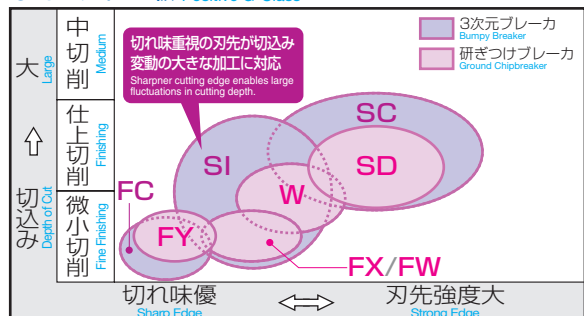 大
Large
切込み
Depth of Cut
中切削
Medium
仕上切削
Finishing
微小切削
Fine Finishing
切れ味重視の刃先が切込み
変動の大きな加工に対応
Sharper cutting edge enables large
fluctuations in cutting depth.
3次元ブレーカ
Bumpy Breaker
研ぎつけブレーカ
Ground Chipbreaker
SC
SI
SD
W
FC
FY
FX/FW
切れ味優
Sharp Edge
刃先強度大
Strong Edge